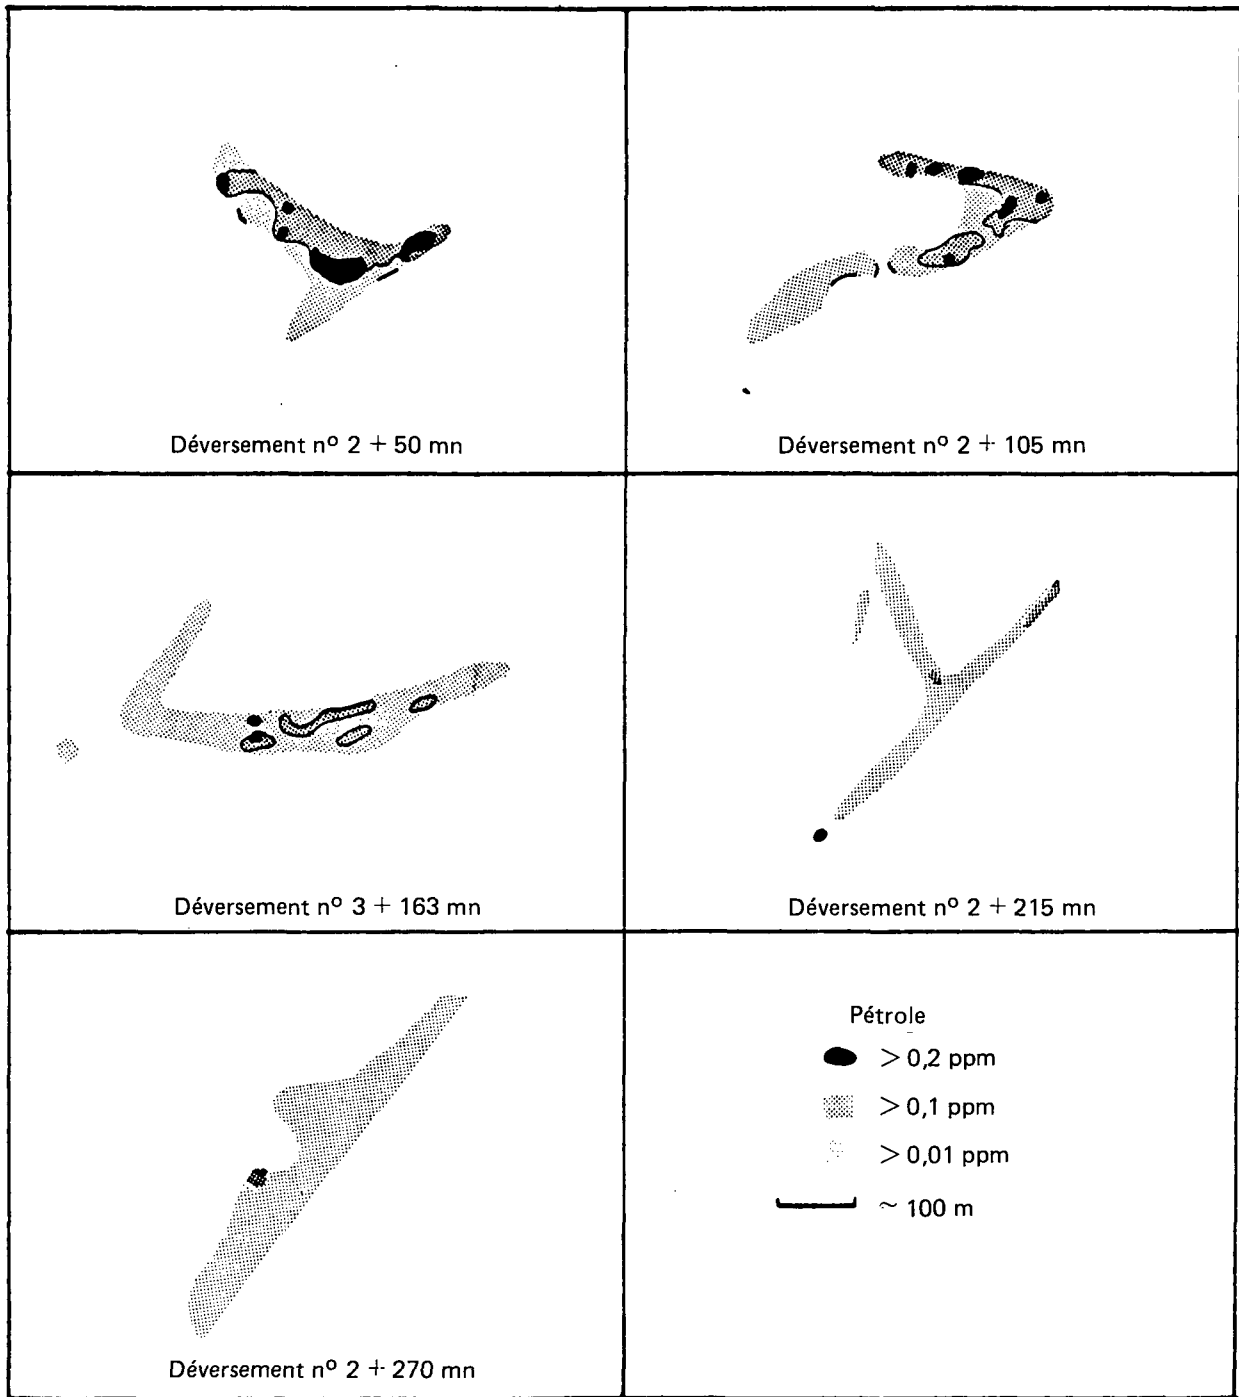 Déversement nº 2 + 50 mn
Déversement nº 2 + 105 mn
Déversement nº 3 + 163 mn
Déversement nº 2 + 215 mn
Déversement nº 2 + 270 mn
Pétrole
> 0,2 ppm
> 0,1 ppm
> 0,01 ppm
~ 100 m